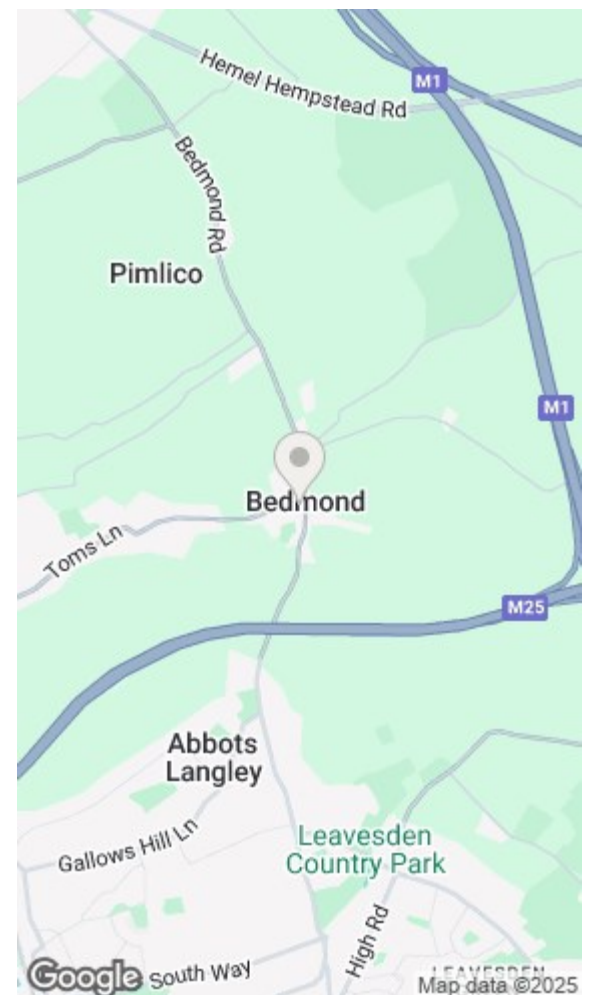 Hemel Hempstead Rd
M1
Bedmond Rd
Pimlico
M1
Bedmond
Toms Ln
M25
Abbots
Langley
Gallows Hill Ln
Leavesden
Country Park
High Rd
LEAVESDEN
Google
South Way
Map data ©2025